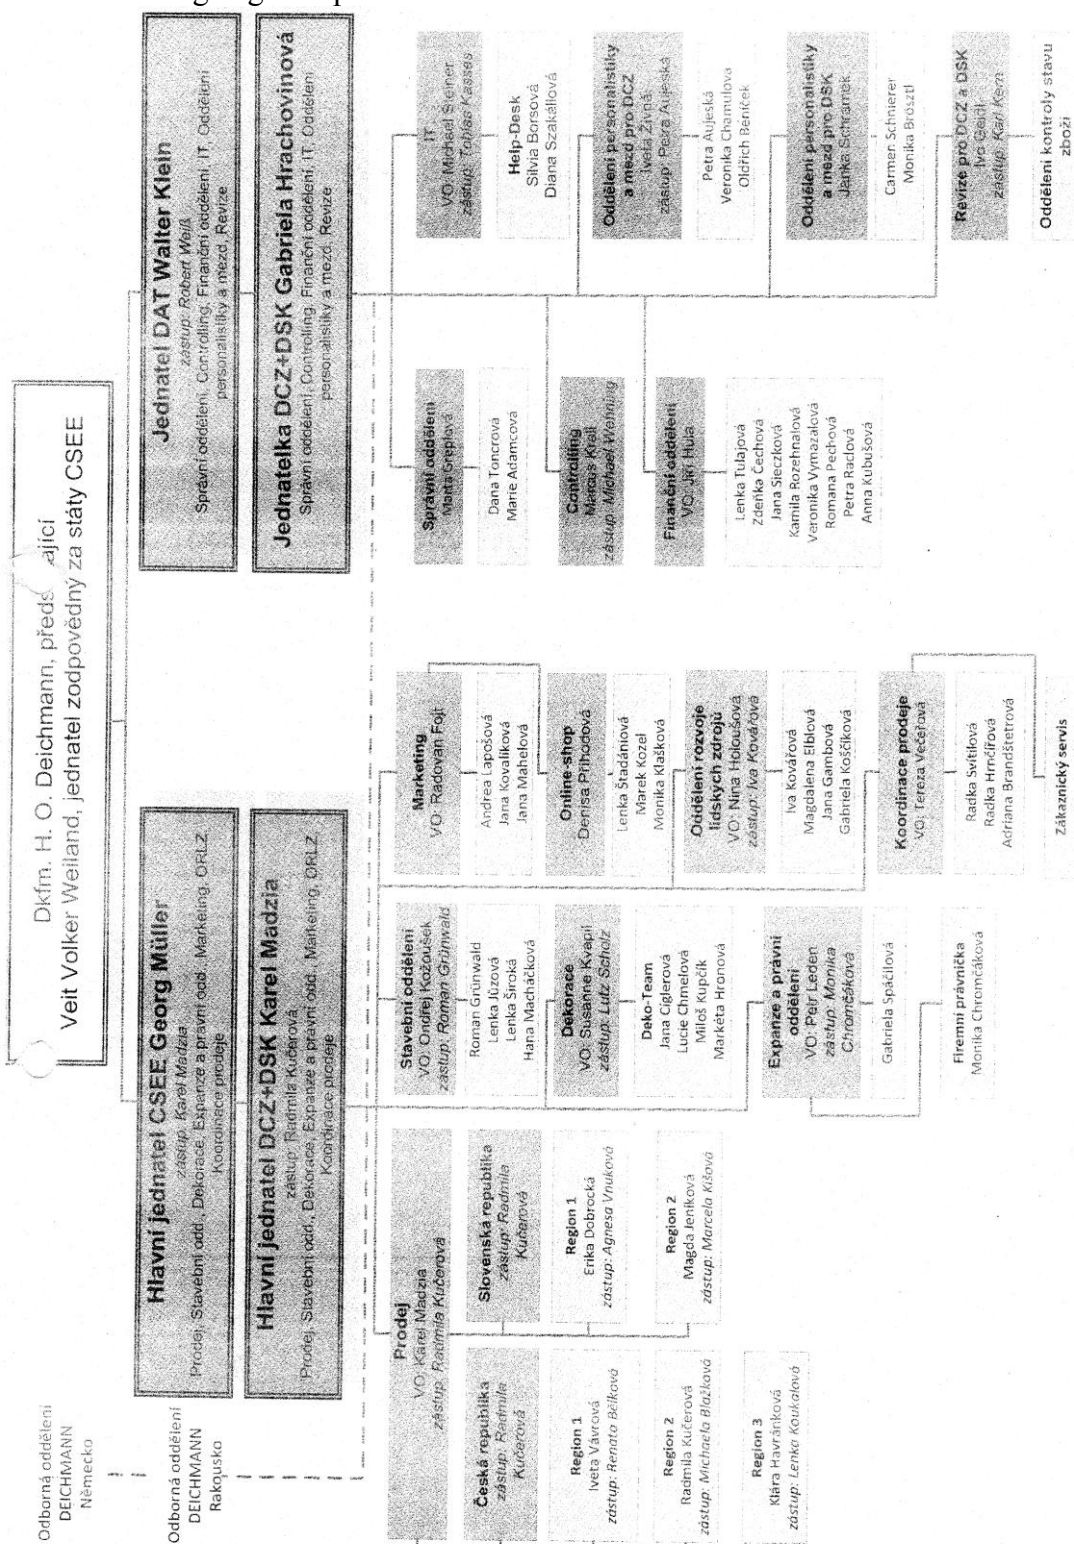 Dkfm. H. O. Deichmann, předs ající
Veit Volker Weiland, jednatel zodpovědný za státy CSEE
Odborná oddělení
DEICHMANN
Německo
Odborná oddělení
DEICHMANN
Rakousko
Hlavní jednatel CSEE Georg Müller
zástup: Karel Madzia
Prodej, Stavební odd., Dekorace, Expanze a právní odd., Marketing, ORLZ
Koordinace prodeje
Hlavní jednatel DCZ+DSK Karel Madzia
zástup: Radmila Kučerová
Prodej, Stavební odd., Dekorace, Expanze a právní odd., Marketing, ORLZ
Koordinace prodeje
Jednatel DAT Walter Klein
zástup: Robert Weiß
Správní oddělení, Controlling, Finanční oddělení, IT, Oddělení
personalistiky a mezd, Revize
Jednatelka DCZ+DSK Gabriela Hrachovinová
Správní oddělení, Controlling, Finanční oddělení, IT, Oddělení
personalistiky a mezd, Revize
Prodej
VO: Karel Madzia
zástup: Radmila Kučerová
Česká republika
zástup: Radmila
Kučerová
Region 1
Iveta Vávrová
zástup: Renata Bělková
Region 2
Radmila Kučerová
zástup: Michaela Blažková
Region 3
Klára Havránková
zástup: Lenka Koukalová
Slovenská republika
zástup: Radmila
Kučerová
Region 1
Erika Dobrocká
zástup: Agnesa Vnuková
Region 2
Magda Jeníková
zástup: Marcela Kišová
Stavební oddělení
VO: Ondřej Kožoušek
zástup: Roman Grünwald
Roman Grünwald
Lenka Jůzová
Lenka Široká
Hana Macháčková
Dekorace
VO: Susanne Kvapil
zástup: Lutz Scholz
Deko-Team
Jana Ciglerová
Lucie Chmelová
Miloš Kupčík
Markéta Hronová
Expanze a právní
oddělení
VO: Petr Leden
zástup: Monika
Chromčáková
Gabriela Spáčilová
Firemní právnička
Monika Chromčáková
Marketing
VO: Radovan Fojt
Andrea Lapošová
Jana Kovalíková
Jana Mahelová
Online-shop
Denisa Příhodová
Lenka Štadániová
Marek Kozel
Monika Klašková
Oddělení rozvoje
lidských zdrojů
VO: Nina Holoušová
zástup: Iva Kovářová
Iva Kovářová
Magdalena Elblová
Jana Gambová
Gabriela Koščíková
Koordinace prodeje
VO: Tereza Večeřová
Radka Svitilová
Radka Hrnčířová
Adriana Brandštetrová
Zákaznický servis
Správní oddělení
Marta Greplová
Dana Toncrová
Marie Adamcová
Controlling
Marcus Krall
zástup: Michael Wehning
Finanční oddělení
VO: Jiří Hula
Lenka Tulajová
Zdeňka Čechová
Jana Sieczková
Kamila Rozehnalová
Veronika Vymazalová
Romana Pechová
Petra Raclová
Anna Kubušová
IT
VO: Michael Steiner
zástup: Tobias Kasses
Help-Desk
Silvia Borsová
Diana Szakállová
Oddělení personalistiky
a mezd pro DCZ
Iveta Živná
zástup Petra Aujeská
Petra Aujeská
Veronika Chamulová
Oldřich Beníček
Oddělení personalistiky
a mezd pro DSK
Janka Schrámek
Carmen Schnierer
Monika Brösztl
Revize pro DCZ a DSK
Ivo Geidl
zástup: Karl Kern
Oddělení kontroly stavu
zboží